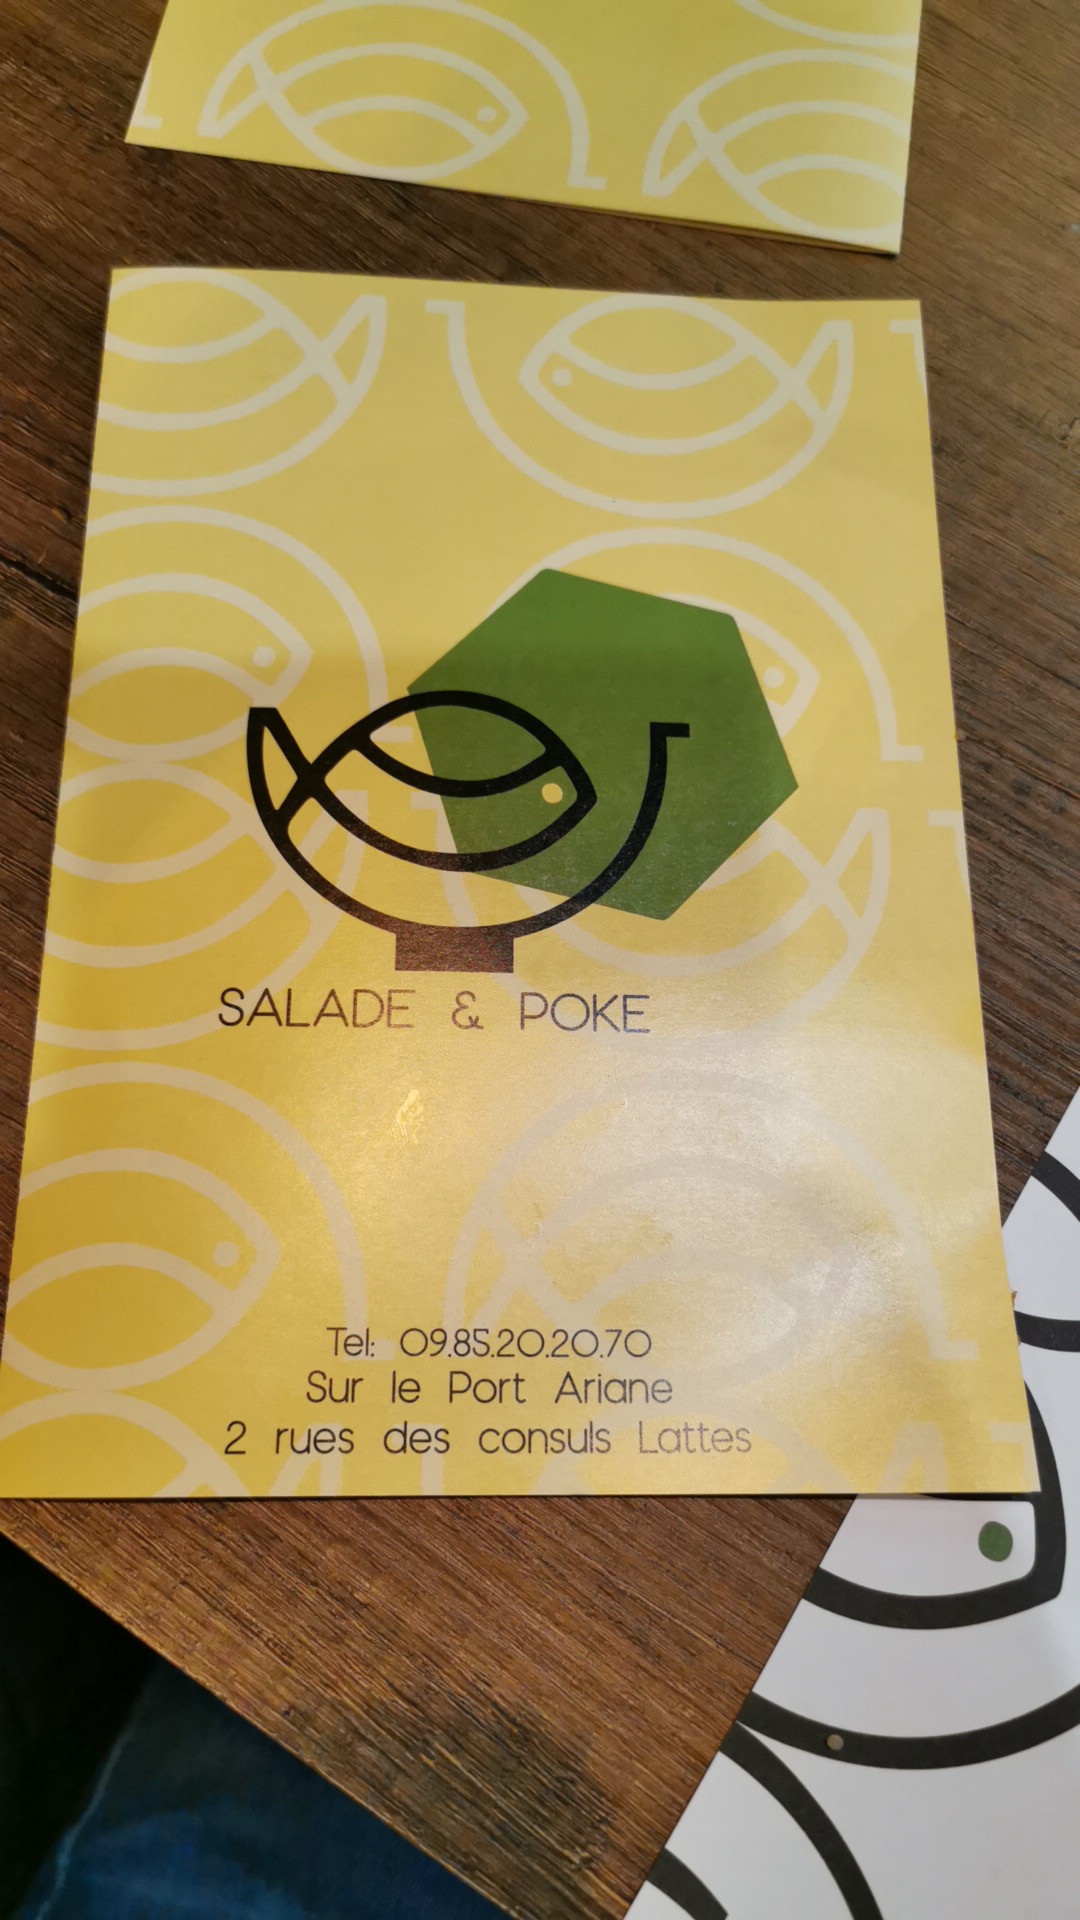 SALADE & POKE
Tel: 09.85.20.20.70
Sur le Port Ariane
2 rues des consuls Lattes